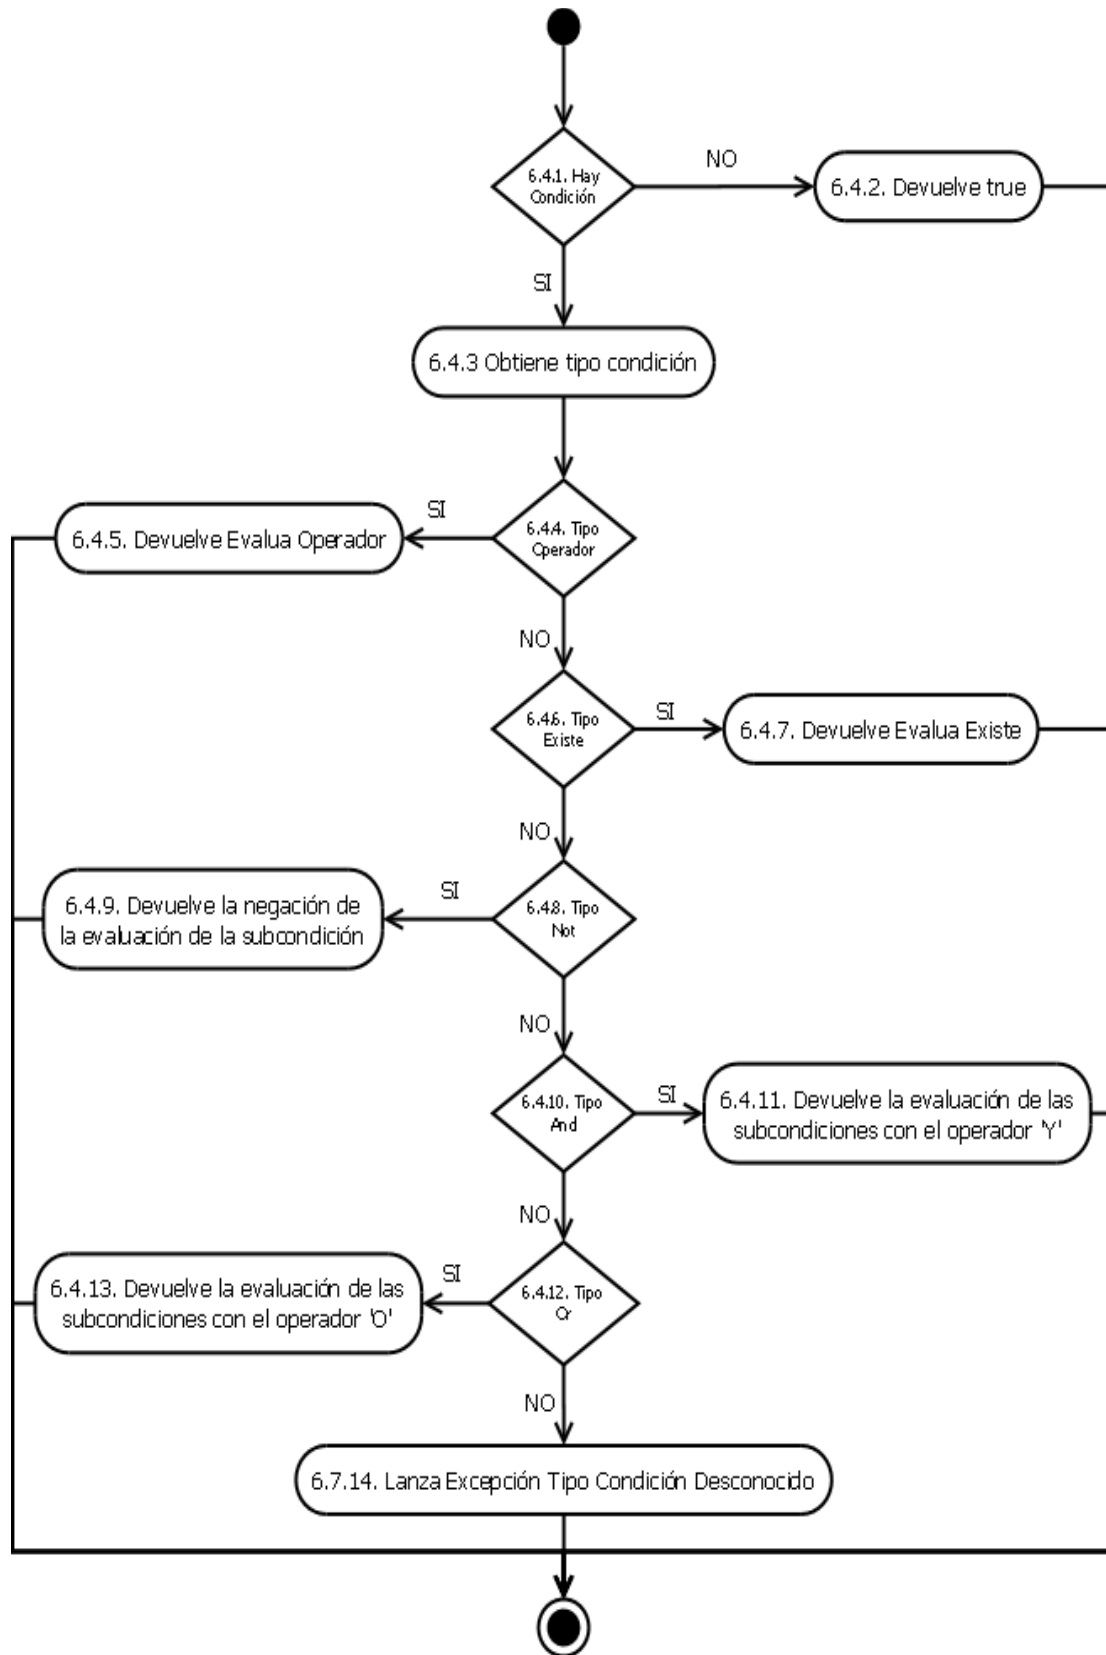 6.4.1. Hay
Condición
NO
6.4.2. Devuelve true
SI
6.4.3 Obtiene tipo condición
6.4.4. Tipo
Operador
SI
6.4.5. Devuelve Evalua Operador
NO
6.4.6. Tipo
Existe
SI
6.4.7. Devuelve Evalua Existe
NO
6.4.8. Tipo
Not
SI
6.4.9. Devuelve la negación de
la evaluación de la subcondición
NO
6.4.10. Tipo
And
SI
6.4.11. Devuelve la evaluación de las
subcondiciones con el operador 'Y'
NO
6.4.12. Tipo
Or
SI
6.4.13. Devuelve la evaluación de las
subcondiciones con el operador 'O'
NO
6.7.14. Lanza Excepción Tipo Condición Desconocido